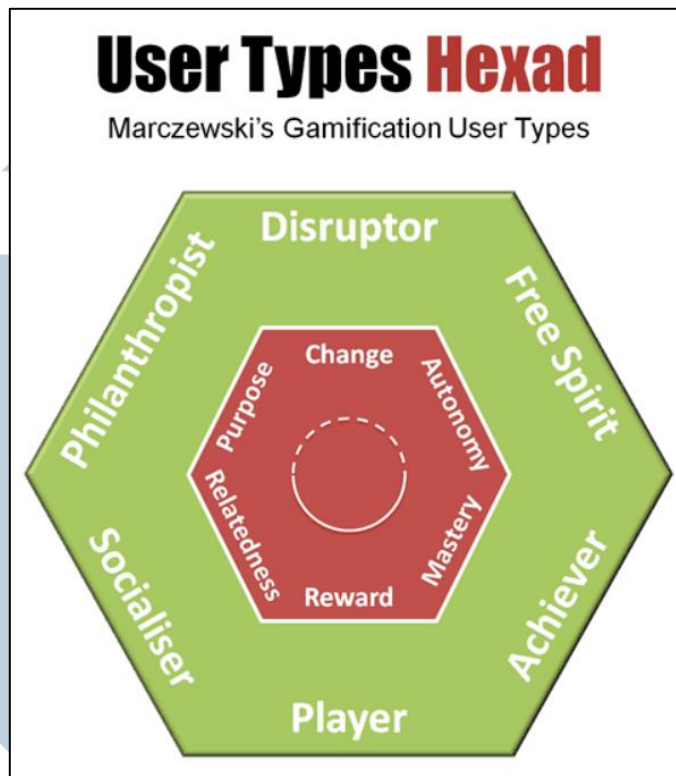 User Types Hexad
Marczewski's Gamification User Types
Disruptor
Philanthropist
Free Spirit
Change
Purpose
Autonomy
Relatedness
Mastery
Reward
Socialiser
Achiever
Player